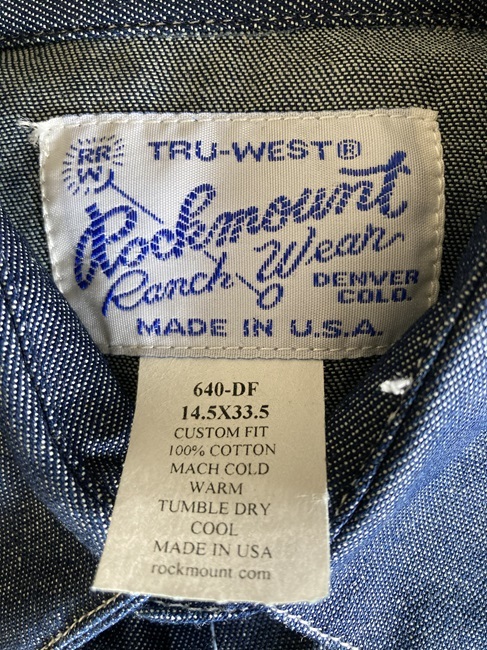 RR
W
TRU-WEST®
Rockmount
Ranch Wear
DENVER
COLO.
MADE IN U.S.A.
640-DF
14.5X33.5
CUSTOM FIT
100% COTTON
MACH COLD
WARM
TUMBLE DRY
COOL
MADE IN USA
rockmount com